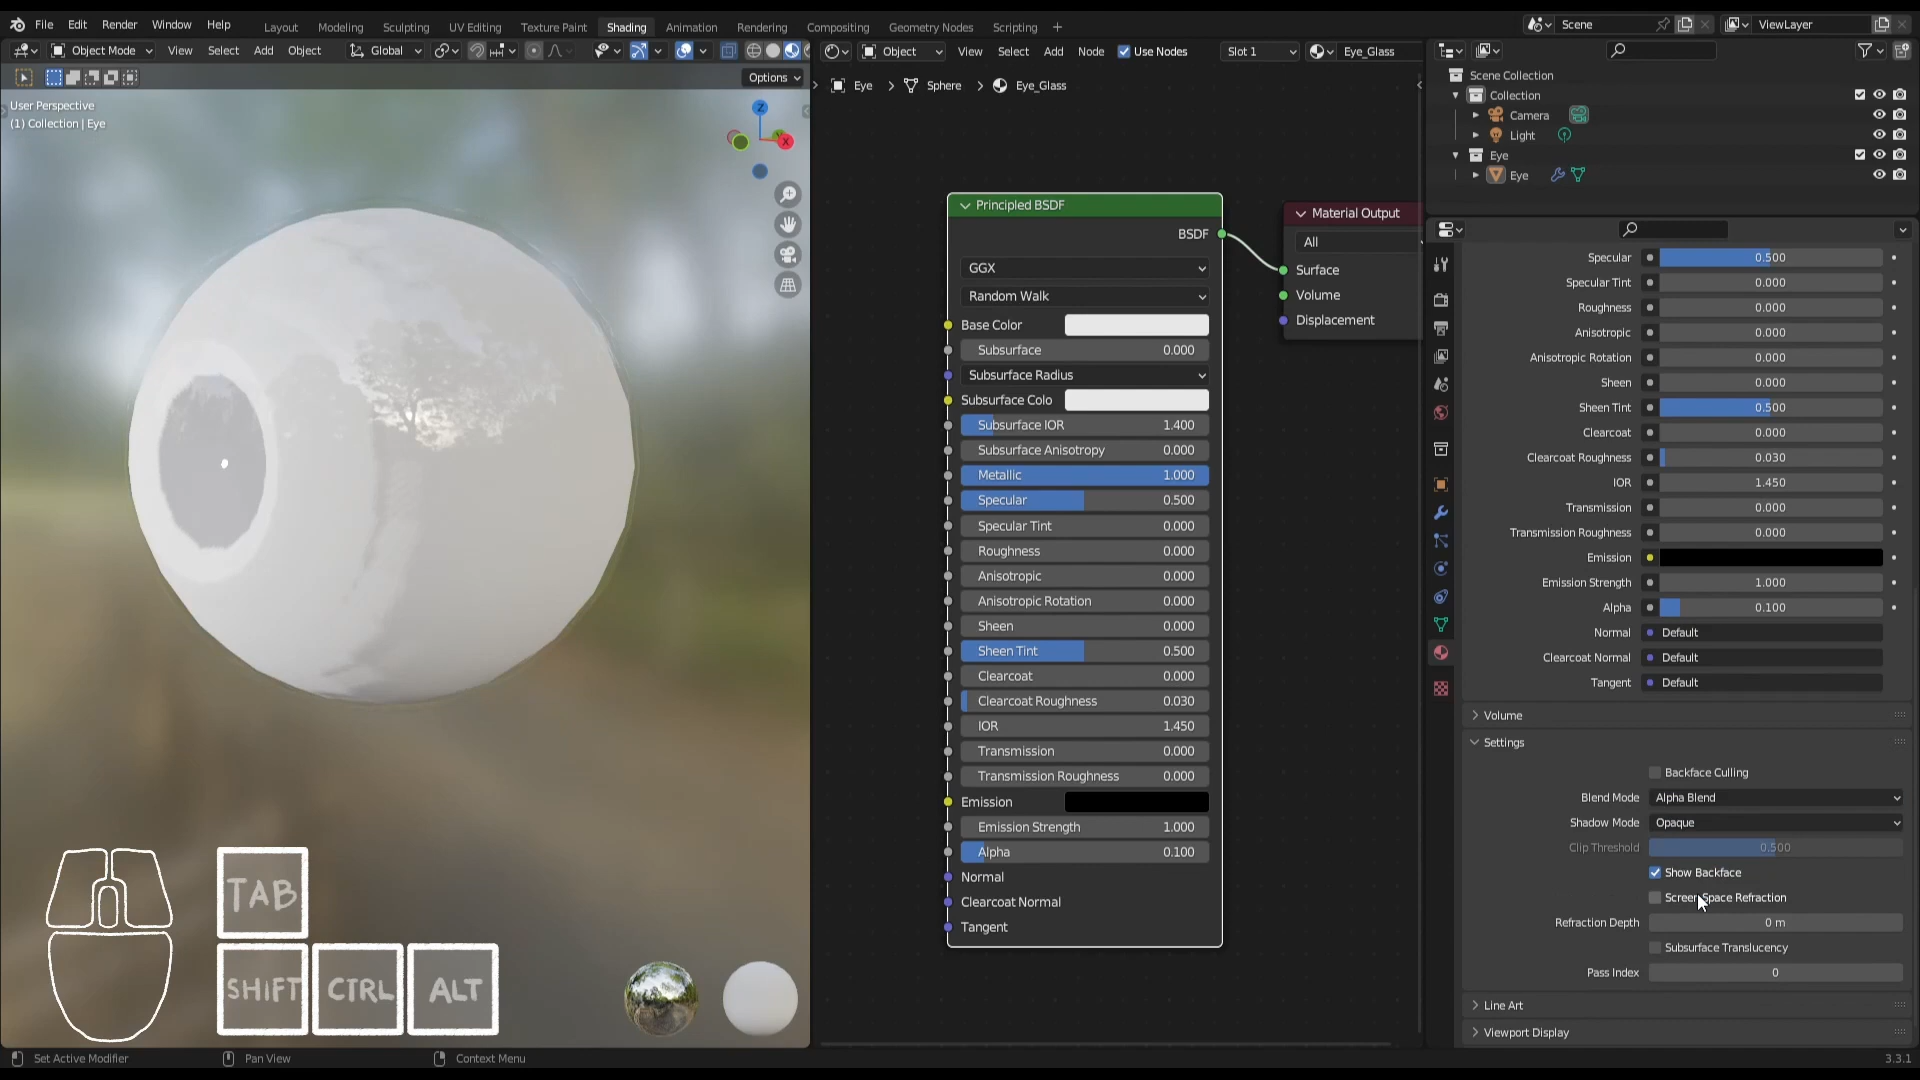 File Edit Render Window Help
Layout Modeling Sculpting UV Editing Texture Paint Shading Animation Rendering Compositing Geometry Nodes Scripting +
Scene
ViewLayer
Object Mode View Select Add Object Global
Object View Select Add Node Use Nodes Slot 1 Eye_Glass
Options
User Perspective
(1) Collection | Eye
Z
Y
X
Eye > Sphere > Eye_Glass
Principled BSDF
BSDF
GGX
Random Walk
Base Color
Subsurface 0.000
Subsurface Radius
Subsurface Colo
Subsurface IOR 1.400
Subsurface Anisotropy 0.000
Metallic 1.000
Specular 0.500
Specular Tint 0.000
Roughness 0.000
Anisotropic 0.000
Anisotropic Rotation 0.000
Sheen 0.000
Sheen Tint 0.500
Clearcoat 0.000
Clearcoat Roughness 0.030
IOR 1.450
Transmission 0.000
Transmission Roughness 0.000
Emission
Emission Strength 1.000
Alpha 0.100
Normal
Clearcoat Normal
Tangent
Material Output
All
Surface
Volume
Displacement
Scene Collection
Collection
Camera
Light
Eye
Eye
Specular 0.500
Specular Tint 0.000
Roughness 0.000
Anisotropic 0.000
Anisotropic Rotation 0.000
Sheen 0.000
Sheen Tint 0.500
Clearcoat 0.000
Clearcoat Roughness 0.030
IOR 1.450
Transmission 0.000
Transmission Roughness 0.000
Emission
Emission Strength 1.000
Alpha 0.100
Normal Default
Clearcoat Normal Default
Tangent Default
Volume
Settings
Backface Culling
Blend Mode Alpha Blend
Shadow Mode Opaque
Clip Threshold 0.500
Show Backface
Screen Space Refraction
Refraction Depth 0 m
Subsurface Translucency
Pass Index 0
Line Art
Viewport Display
TAB
SHIFT CTRL ALT
Set Active Modifier Pan View Context Menu
3.3.1